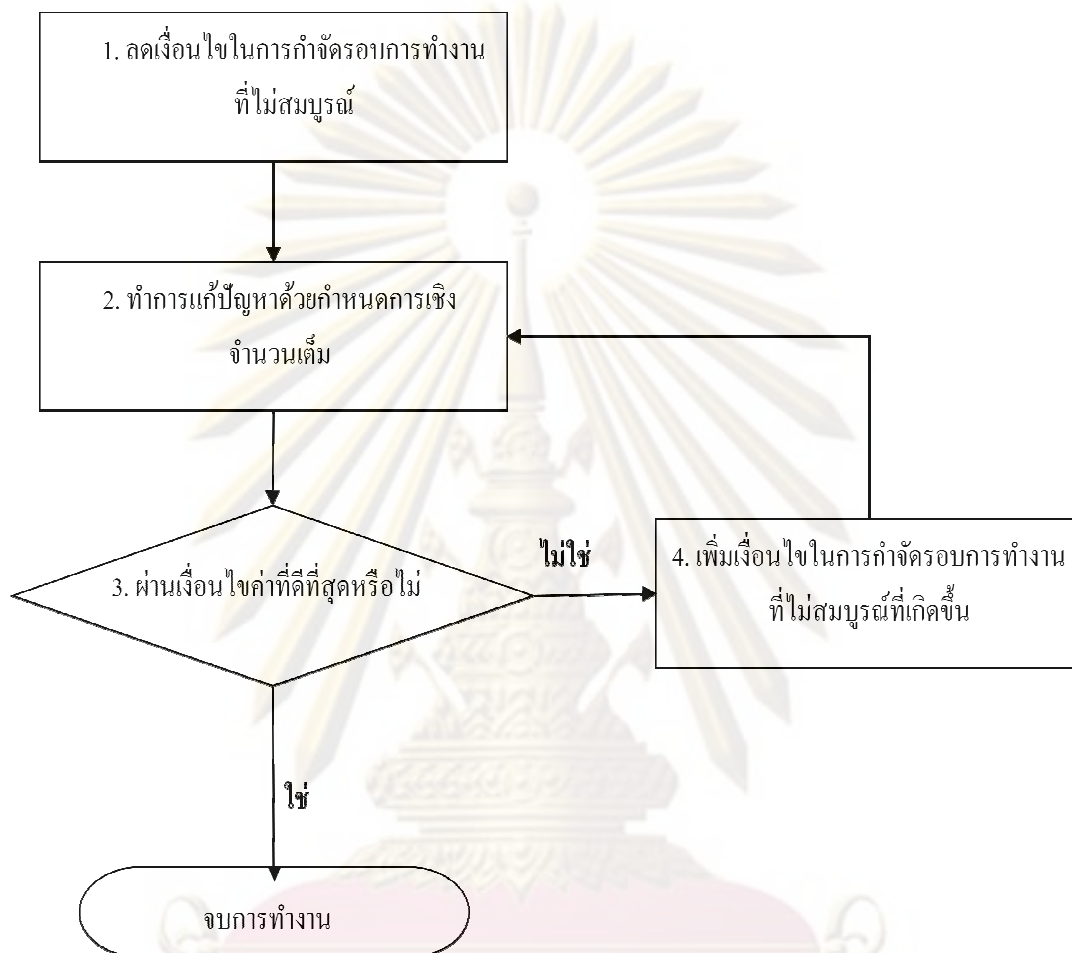 1. ลดเงื่อนไขในการกำจัดรอบการทำงาน
ที่ไม่สมบูรณ์
2. ทำการแก้ปัญหาด้วยกำหนดการเชิง
จำนวนเต็ม
3. ผ่านเงื่อนไขค่าที่ดีที่สุดหรือไม่
ไม่ใช่
4. เพิ่มเงื่อนไขในการกำจัดรอบการทำงาน
ที่ไม่สมบูรณ์ที่เกิดขึ้น
ใช่
จบการทำงาน